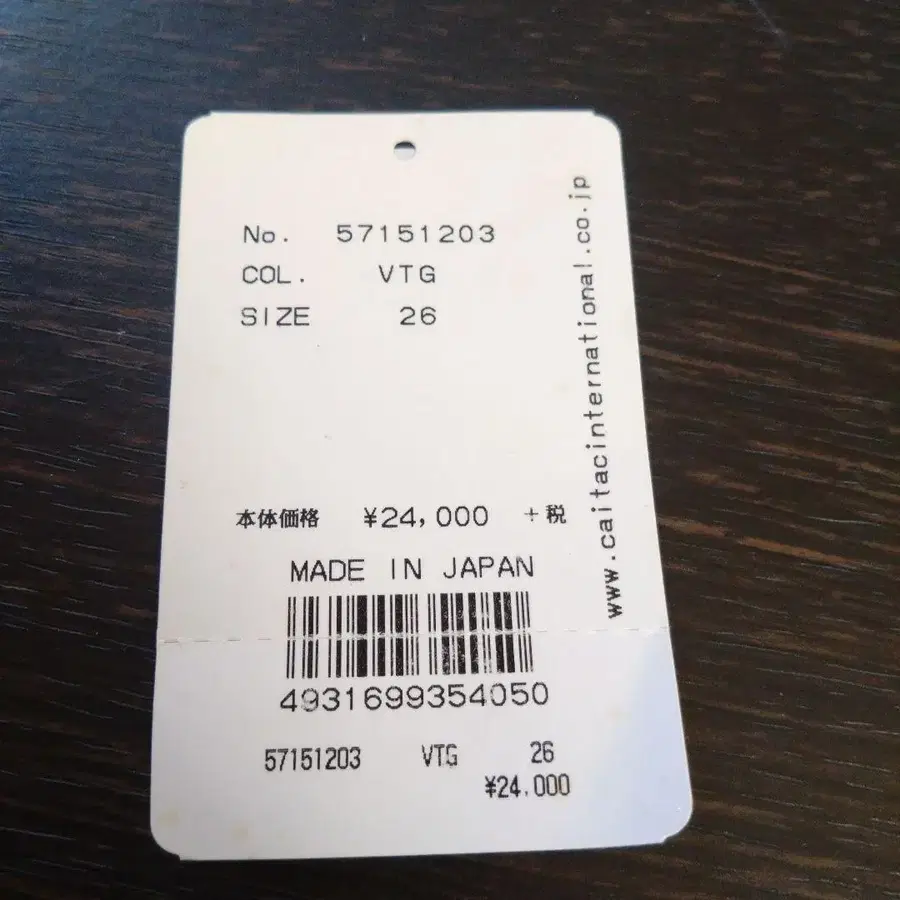 No. 57151203
COL. VTG
SIZE 26
本体価格 ¥24,000 +税
MADE IN JAPAN
4931699354050
57151203 VTG 26
¥24,000
www.caitacinternational.co.jp